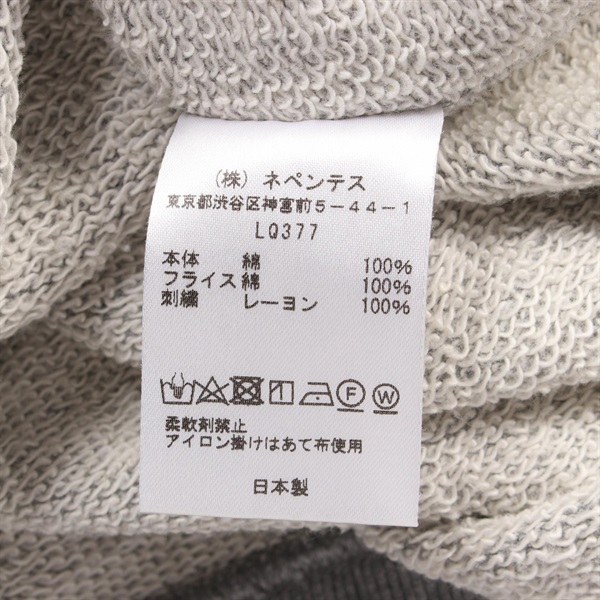 (株) ネペンテス
東京都渋谷区神宮前5-44-1
LQ377
本体 綿 100%
フライス 綿 100%
刺繍 レーヨン 100%
F W
柔軟剤禁止
アイロン掛けはあて布使用
日本製